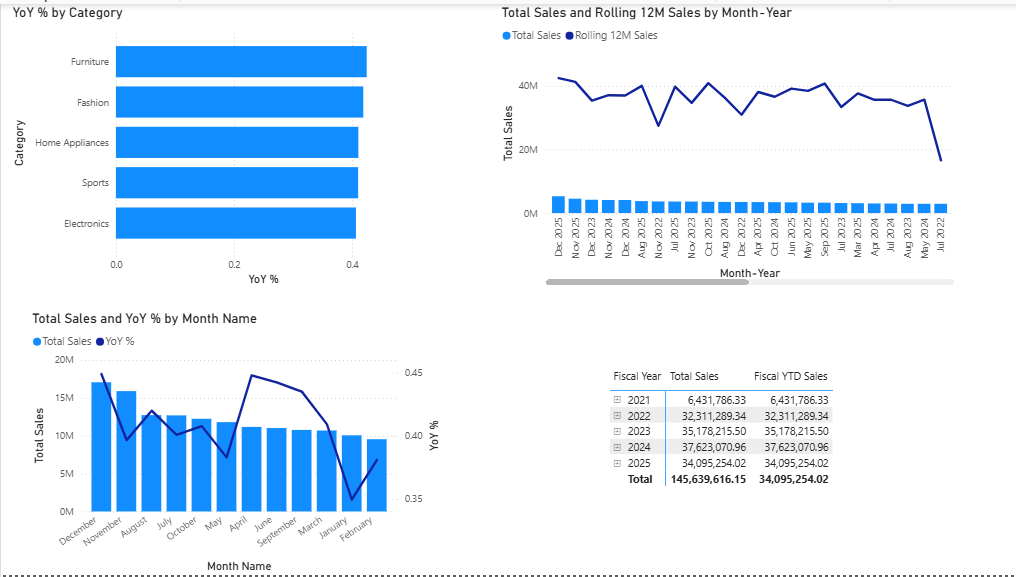 YoY % by Category
Furniture
Fashion
Home Appliances
Sports
Electronics
Category
0.0 0.2 0.4
YoY %
Total Sales and Rolling 12M Sales by Month-Year
Total Sales Rolling 12M Sales
40M
20M
0M
Total Sales
Dec 2025
Nov 2025
Dec 2023
Nov 2024
Dec 2024
Aug 2025
Nov 2022
Jul 2025
Nov 2023
Oct 2025
Aug 2024
Dec 2022
Apr 2025
Oct 2024
Jun 2025
May 2025
Sep 2025
Jul 2023
Mar 2025
Apr 2024
Jul 2024
Aug 2023
May 2024
Jul 2022
Month-Year
Total Sales and YoY % by Month Name
Total Sales YoY %
20M
15M
10M
5M
0M
Total Sales
0.45
0.40
0.35
YoY %
December
November
August
July
October
May
April
June
September
March
January
February
Month Name
Fiscal Year Total Sales Fiscal YTD Sales
2021 6,431,786.33 6,431,786.33
2022 32,311,289.34 32,311,289.34
2023 35,178,215.50 35,178,215.50
2024 37,623,070.96 37,623,070.96
2025 34,095,254.02 34,095,254.02
Total 145,639,616.15 34,095,254.02